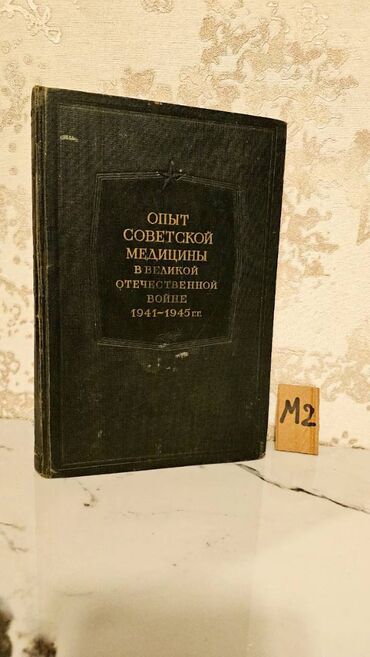 ОПЫТ
СОВЕТСКОЙ
МЕДИЦИНЫ
В ВЕЛИКОЙ
ОТЕЧЕСТВЕННОЙ
ВОЙНЕ
1941–1945 гг.
M2